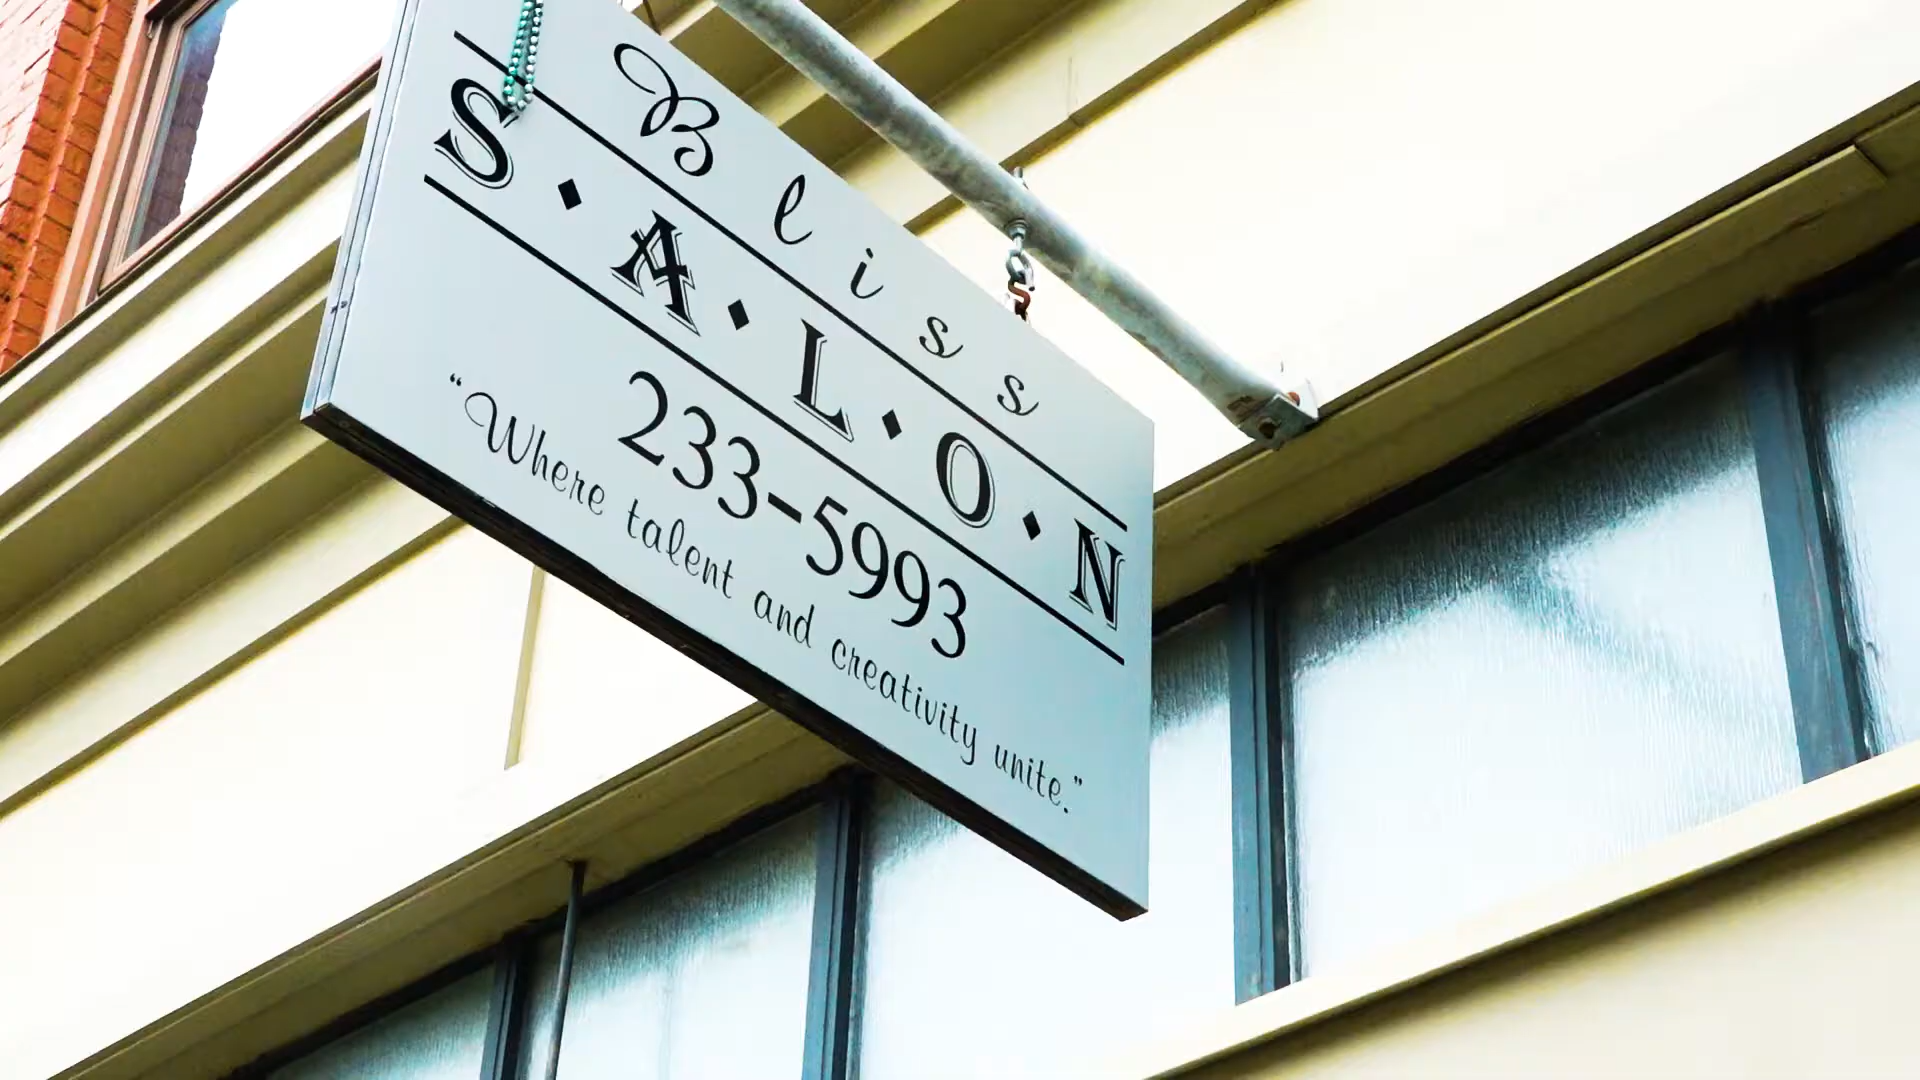 Bliss
S◆A◆L◆O◆N
233-5993
“Where talent and creativity unite.”